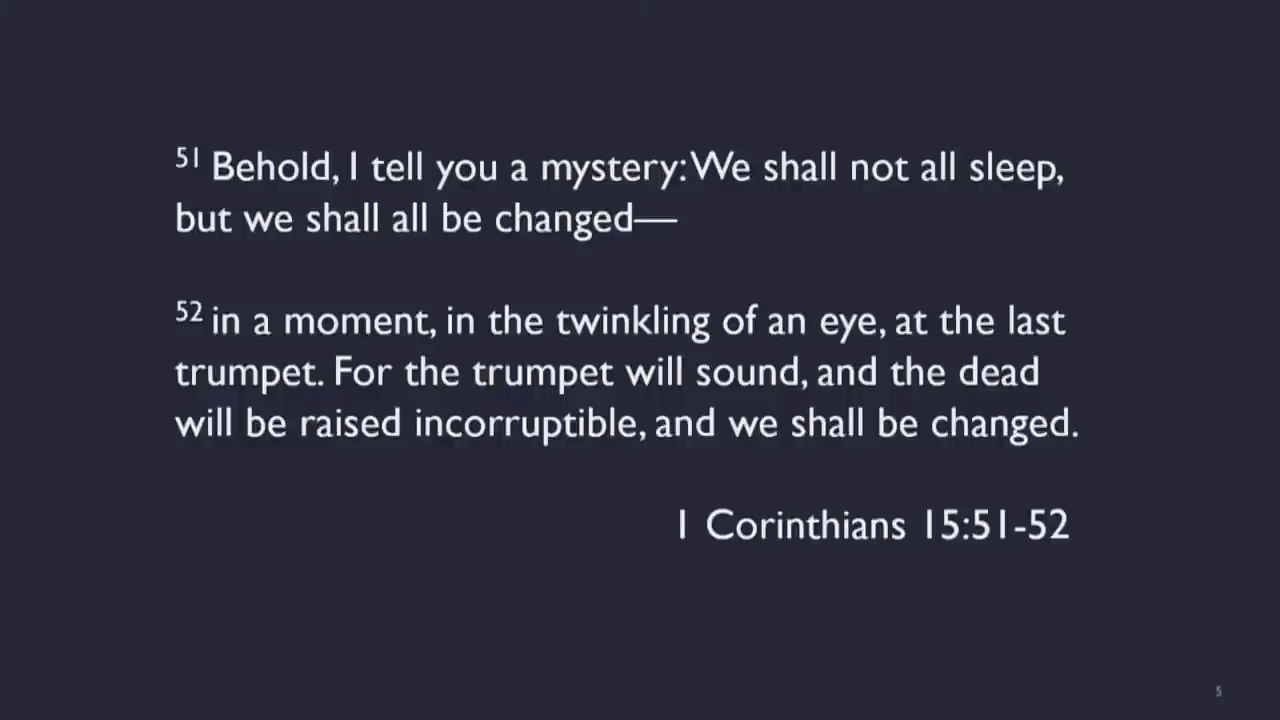 51 Behold, I tell you a mystery: We shall not all sleep,
but we shall all be changed—
52 in a moment, in the twinkling of an eye, at the last
trumpet. For the trumpet will sound, and the dead
will be raised incorruptible, and we shall be changed.
1 Corinthians 15:51-52
5